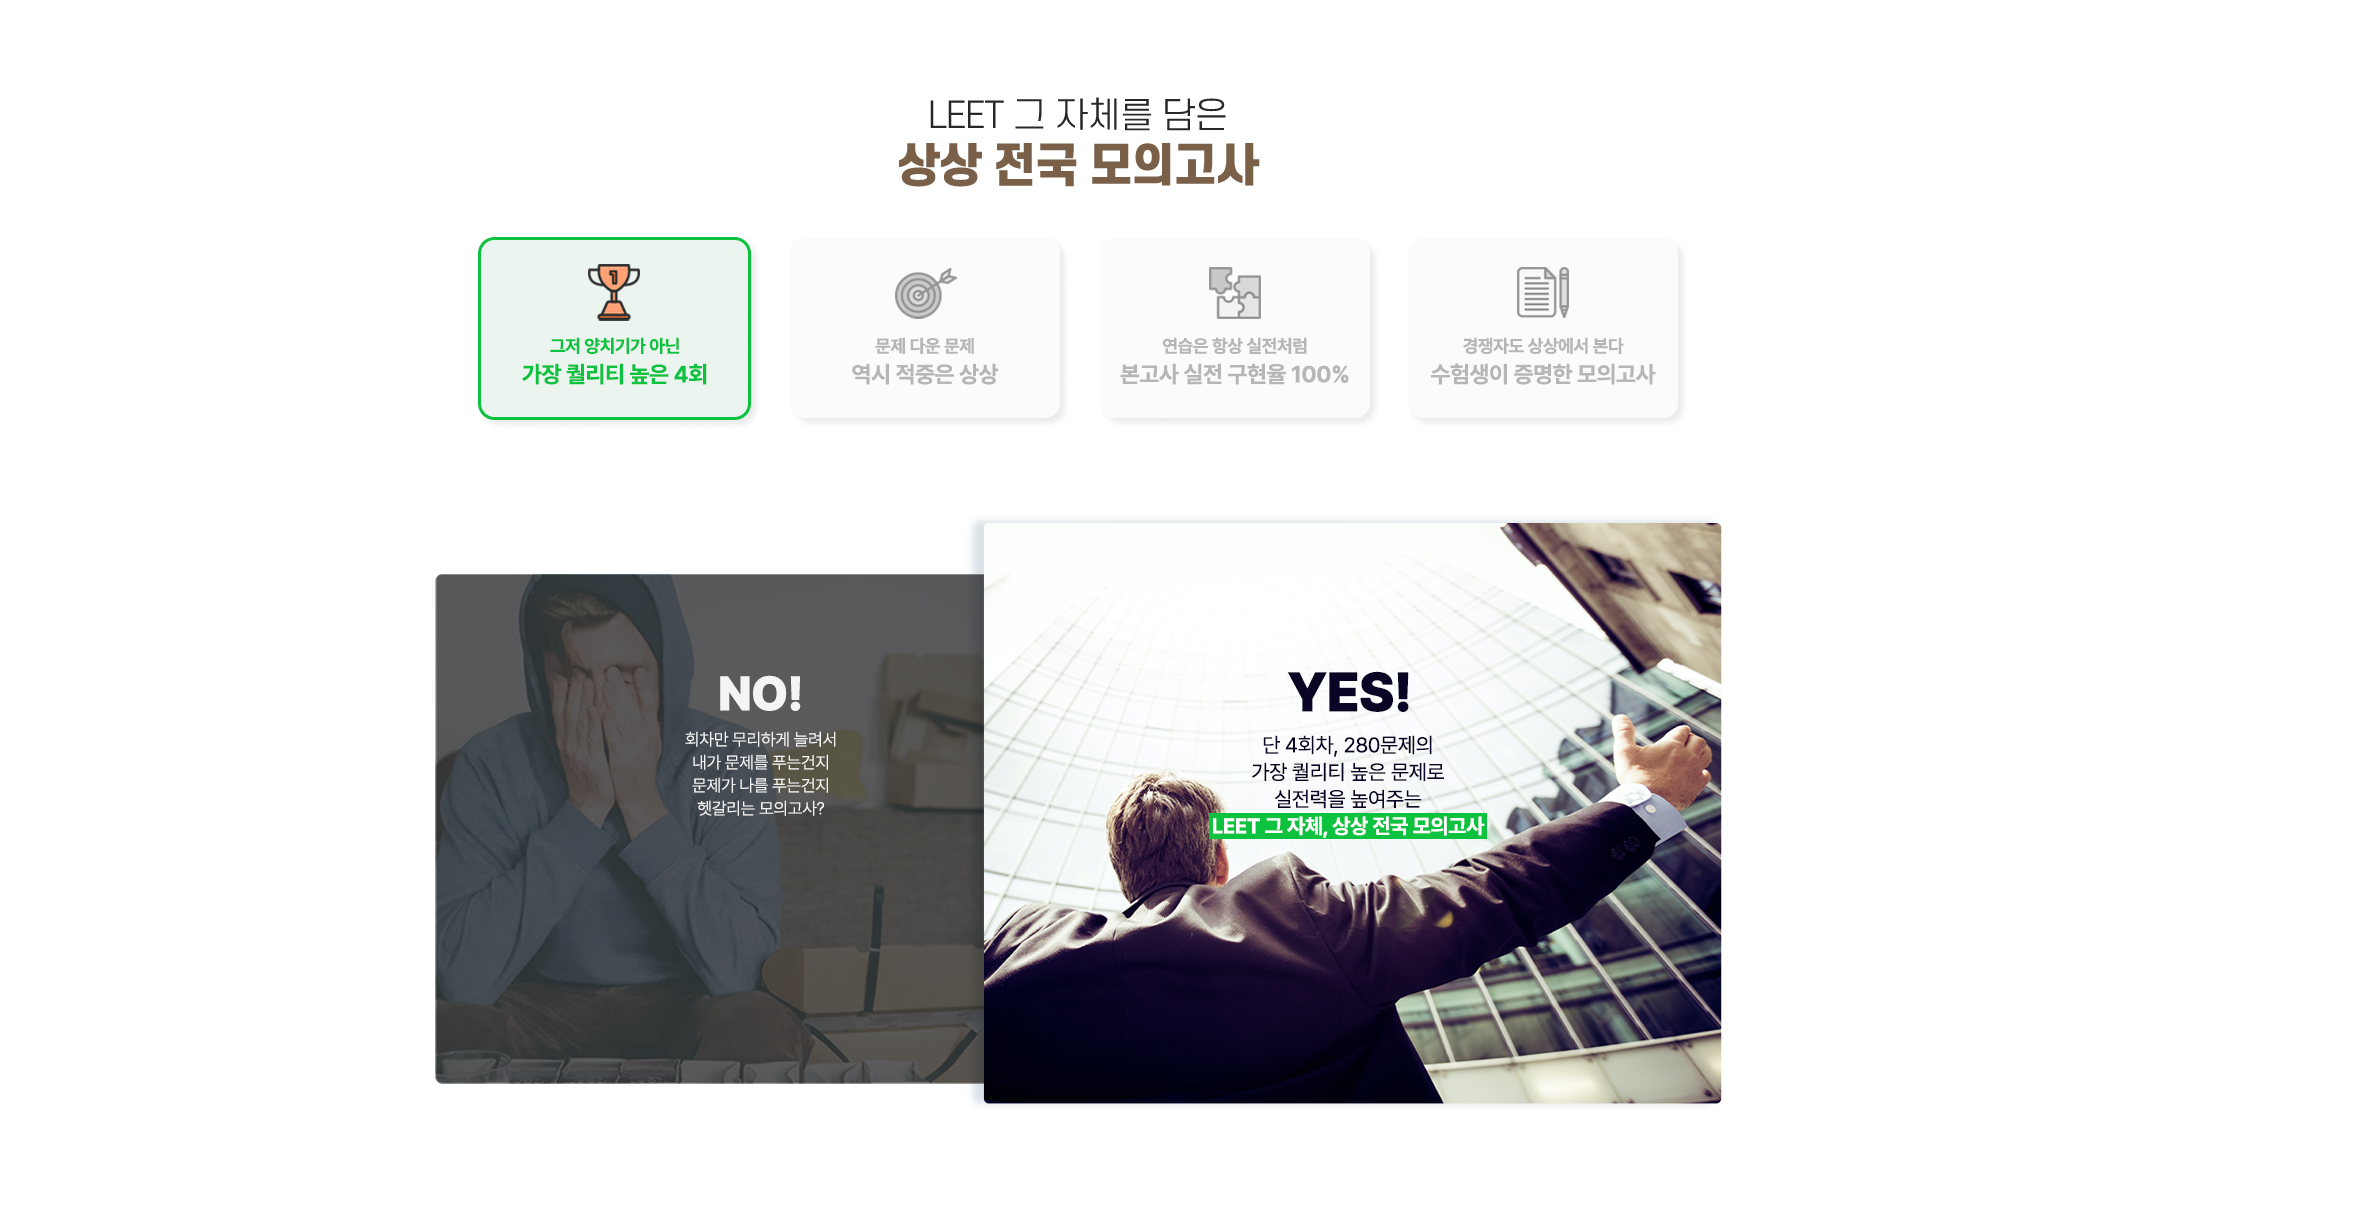 LEET 그 자체를 담은
상상 전국 모의고사
1
그저 양치기가 아닌
가장 퀄리티 높은 4회
문제 다운 문제
역시 적중은 상상
연습은 항상 실전처럼
본고사 실전 구현율 100%
경쟁자도 상상에서 본다
수험생이 증명한 모의고사
NO!
회차만 무리하게 늘려서
내가 문제를 푸는건지
문제가 나를 푸는건지
헷갈리는 모의고사?
YES!
단 4회차, 280문제의
가장 퀄리티 높은 문제로
실전력을 높여주는
LEET 그 자체, 상상 전국 모의고사